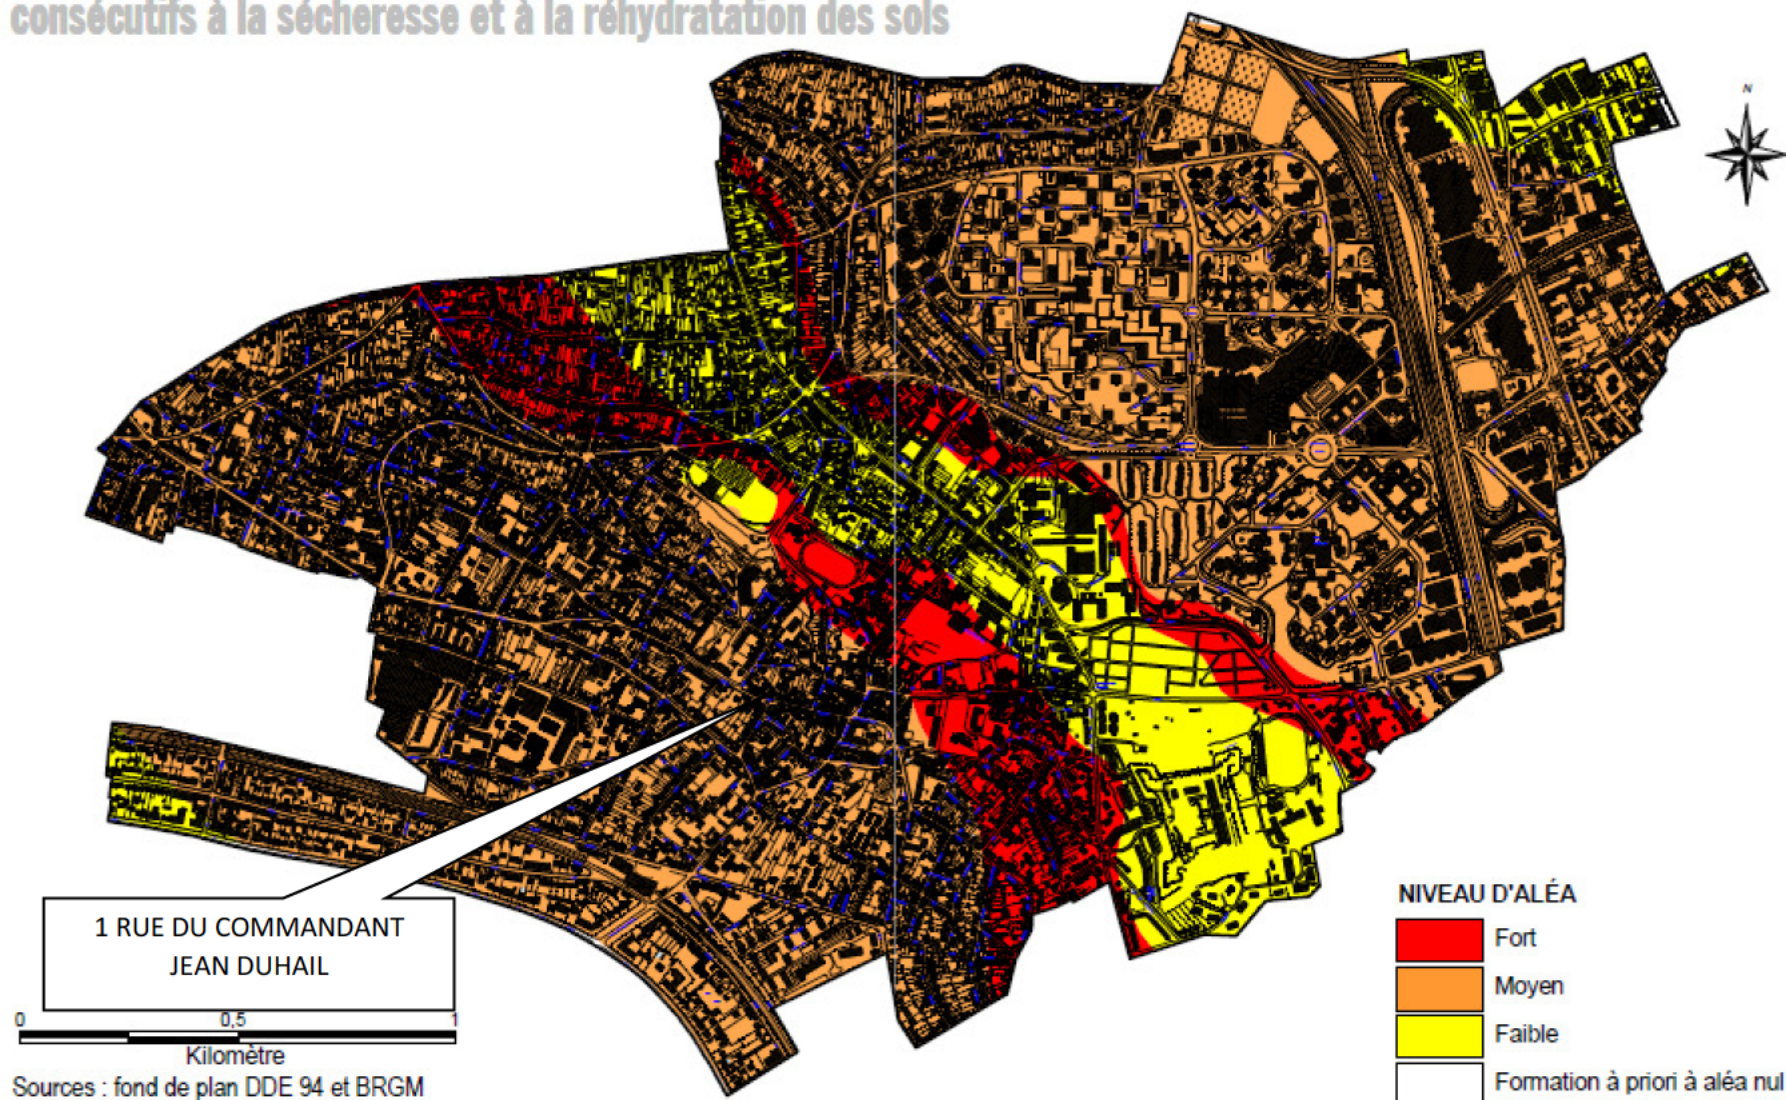 consécutifs à la sécheresse et à la réhydratation des sols
N
1 RUE DU COMMANDANT
JEAN DUHAIL
0 0,5 1
Kilomètre
Sources : fond de plan DDE 94 et BRGM
NIVEAU D'ALÉA
Fort
Moyen
Faible
Formation à priori à aléa nul